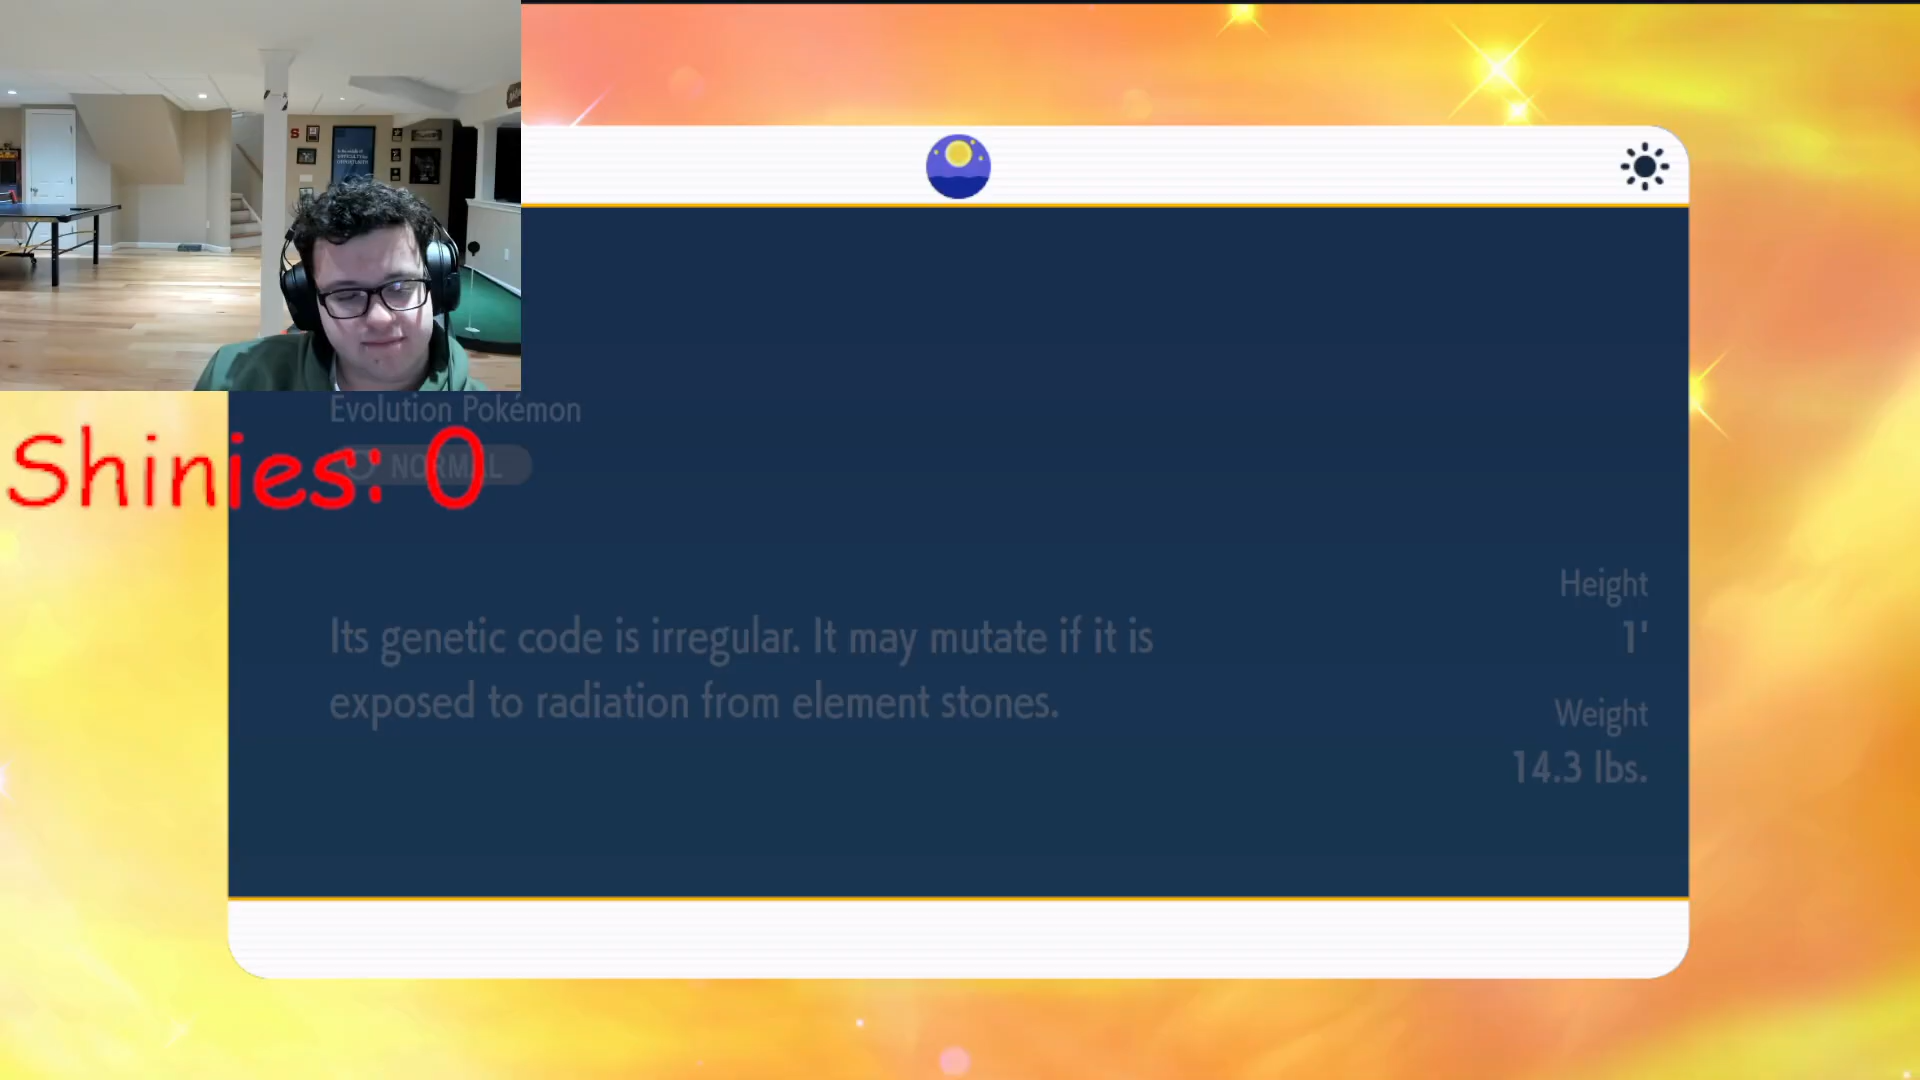 Evolution Pokémon
NORMAL
Shinies: 0
Its genetic code is irregular. It may mutate if it is
exposed to radiation from element stones.
Height
1'
Weight
14.3 lbs.